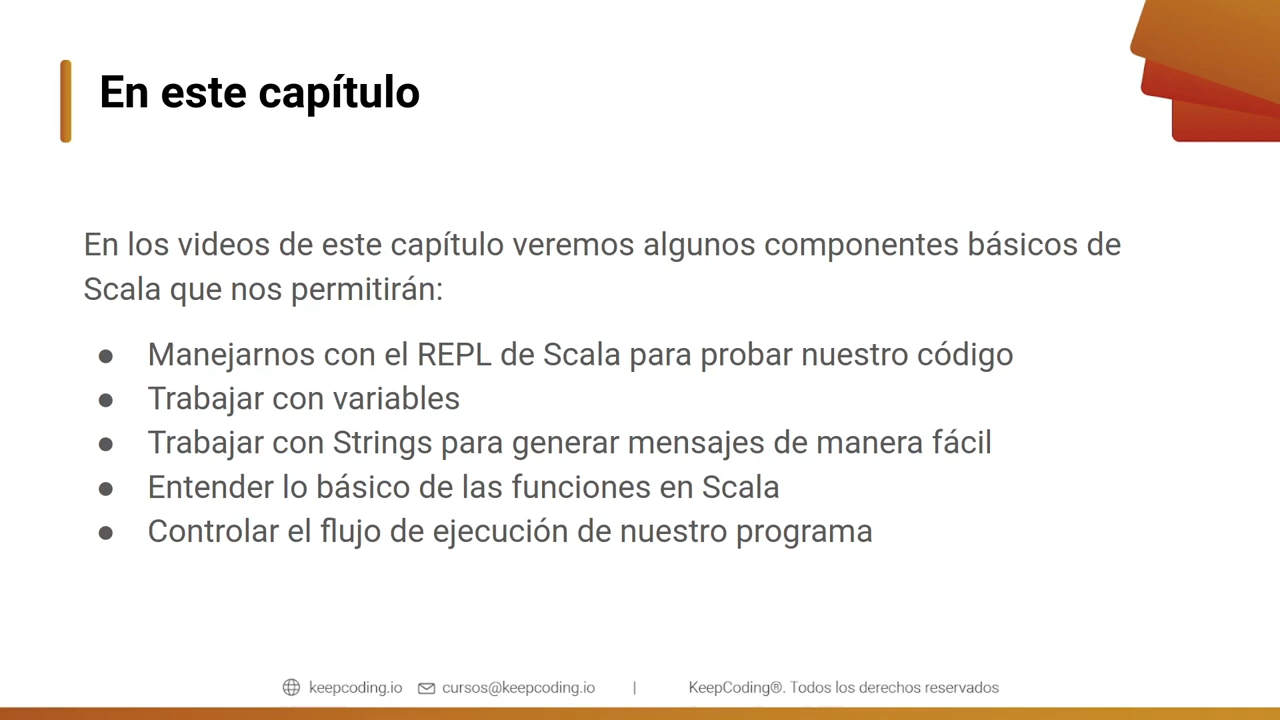 En este capítulo
En los videos de este capítulo veremos algunos componentes básicos de
Scala que nos permitirán:
● Manejarnos con el REPL de Scala para probar nuestro código
● Trabajar con variables
● Trabajar con Strings para generar mensajes de manera fácil
● Entender lo básico de las funciones en Scala
● Controlar el flujo de ejecución de nuestro programa
keepcoding.io cursos@keepcoding.io | KeepCoding®. Todos los derechos reservados